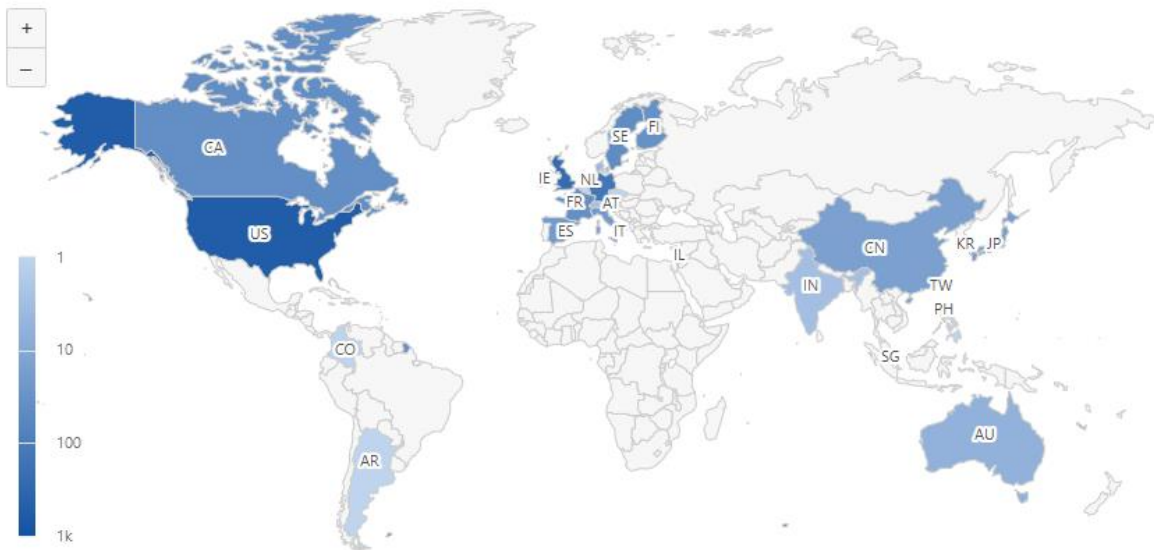 +
–
CA
SE
FI
IE
NL
FR
AT
US
ES
IT
CN
KR
JP
IL
1
IN
TW
PH
10
CO
SG
100
AU
AR
1k